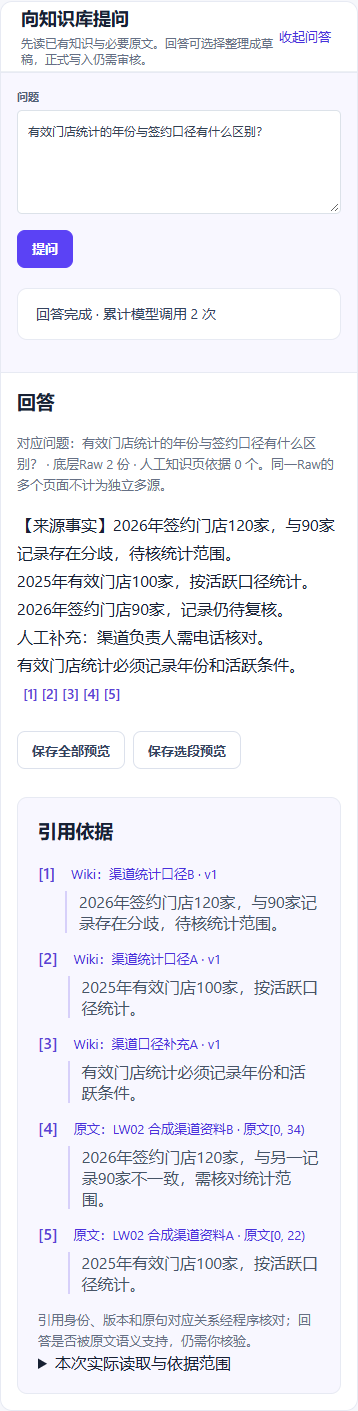 向知识库提问
先读已有知识与必要原文。回答可选择整理成草
稿，正式写入仍需审核。
收起问答
问题
有效门店统计的年份与签约口径有什么区别？
提问
回答完成 · 累计模型调用 2 次
回答
对应问题：有效门店统计的年份与签约口径有什么区
别？ · 底层Raw 2 份 · 人工知识页依据 0 个。同一Raw的
多个页面不计为独立多源。
【来源事实】2026年签约门店120家，与90家
记录存在分歧，待核统计范围。
2025年有效门店100家，按活跃口径统计。
2026年签约门店90家，记录仍待复核。
人工补充：渠道负责人需电话核对。
有效门店统计必须记录年份和活跃条件。
[1] [2] [3] [4] [5]
保存全部预览 保存选段预览
引用依据
[1] Wiki：渠道统计口径B · v1
2026年签约门店120家，与90家记
录存在分歧，待核统计范围。
[2] Wiki：渠道统计口径A · v1
2025年有效门店100家，按活跃口
径统计。
[3] Wiki：渠道口径补充A · v1
有效门店统计必须记录年份和活
跃条件。
[4] 原文：LW02 合成渠道资料B · 原文[0, 34)
2026年签约门店120家，与另一记
录90家不一致，需核对统计范
围。
[5] 原文：LW02 合成渠道资料A · 原文[0, 22)
2025年有效门店100家，按活跃口
径统计。
引用身份、版本和原句对应关系经程序核对；回
答是否被原文语义支持，仍需你核验。
▶ 本次实际读取与依据范围